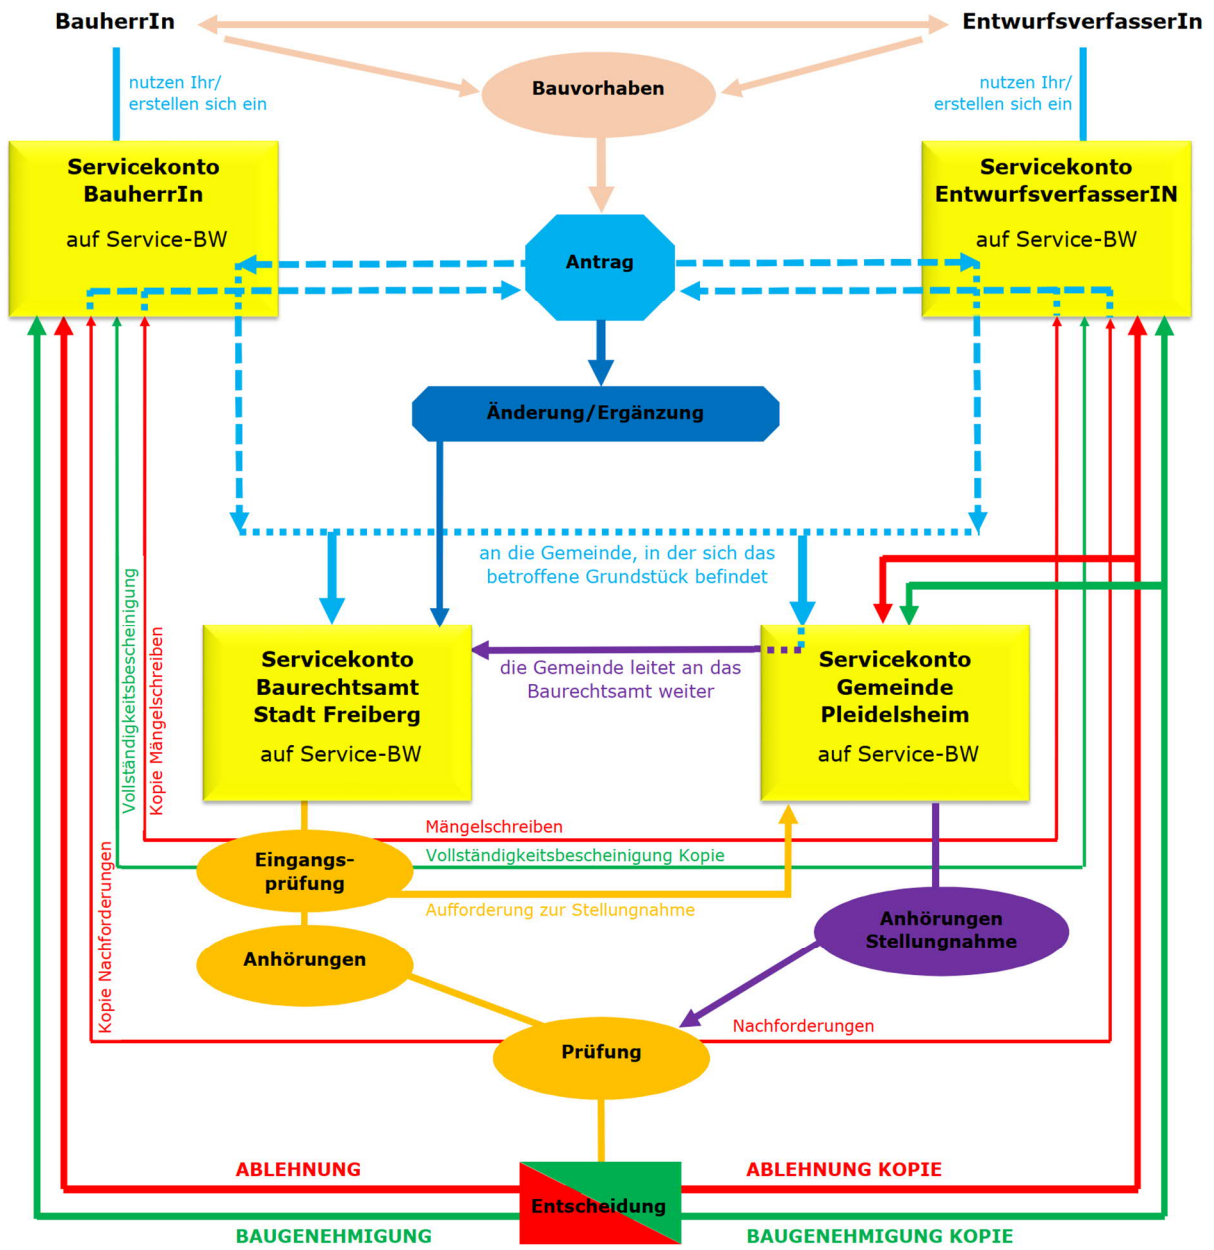 BauherrIn
EntwurfsverfasserIn
nutzen Ihr/
erstellen sich ein
Bauvorhaben
nutzen Ihr/
erstellen sich ein
Servicekonto
BauherrIn
auf Service-BW
Servicekonto
EntwurfsverfasserIN
auf Service-BW
Antrag
Änderung/Ergänzung
an die Gemeinde, in der sich das
betroffene Grundstück befindet
Servicekonto
Baurechtsamt
Stadt Freiberg
auf Service-BW
die Gemeinde leitet an das
Baurechtsamt weiter
Servicekonto
Gemeinde
Pleidelsheim
auf Service-BW
Vollständigkeitsbescheinigung
Kopie Mängelschreiben
Kopie Nachforderungen
Mängelschreiben
Vollständigkeitsbescheinigung Kopie
Eingangs-
prüfung
Aufforderung zur Stellungnahme
Anhörungen
Stellungnahme
Anhörungen
Nachforderungen
Prüfung
ABLEHNUNG
ABLEHNUNG KOPIE
Entscheidung
BAUGENEHMIGUNG
BAUGENEHMIGUNG KOPIE